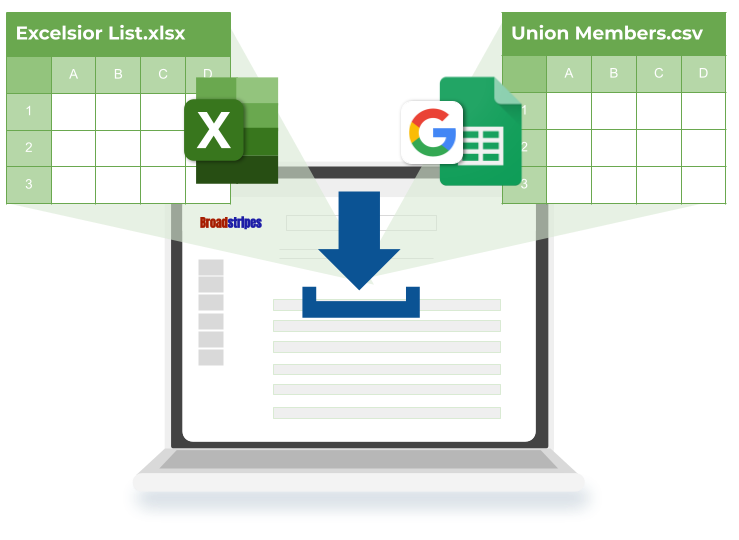 Excelsior List.xlsx
A B C D
1
2
3
X
Union Members.csv
A B C D
1
2
3
G
Broadstripes